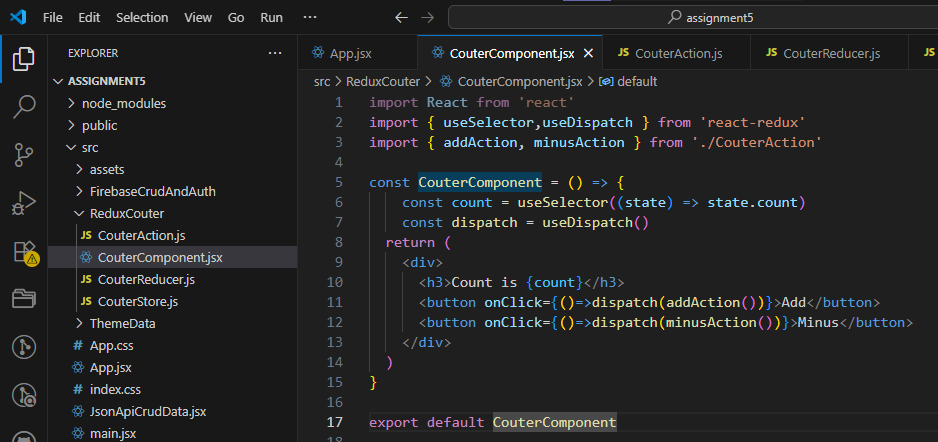 File Edit Selection View Go Run ··· assignment5
EXPLORER ···
ASSIGNMENT5
node_modules
public
src
assets
FirebaseCrudAndAuth
ReduxCouter
JS CouterAction.js
CouterComponent.jsx
JS CouterReducer.js
JS CouterStore.js
ThemeData
# App.css
App.jsx
# index.css
JsonApiCrudData.jsx
main.jsx
App.jsx CouterComponent.jsx JS CouterAction.js JS CouterReducer.js JS
src > ReduxCouter > CouterComponent.jsx > default
1 import React from 'react'
2 import { useSelector,useDispatch } from 'react-redux'
3 import { addAction, minusAction } from './CouterAction'
4
5 const CouterComponent = () => {
6 const count = useSelector((state) => state.count)
7 const dispatch = useDispatch()
8 return (
9 <div>
10 <h3>Count is {count}</h3>
11 <button onClick={()=>dispatch(addAction())}>Add</button>
12 <button onClick={()=>dispatch(minusAction())}>Minus</button>
13 </div>
14 )
15 }
16
17 export default CouterComponent
18